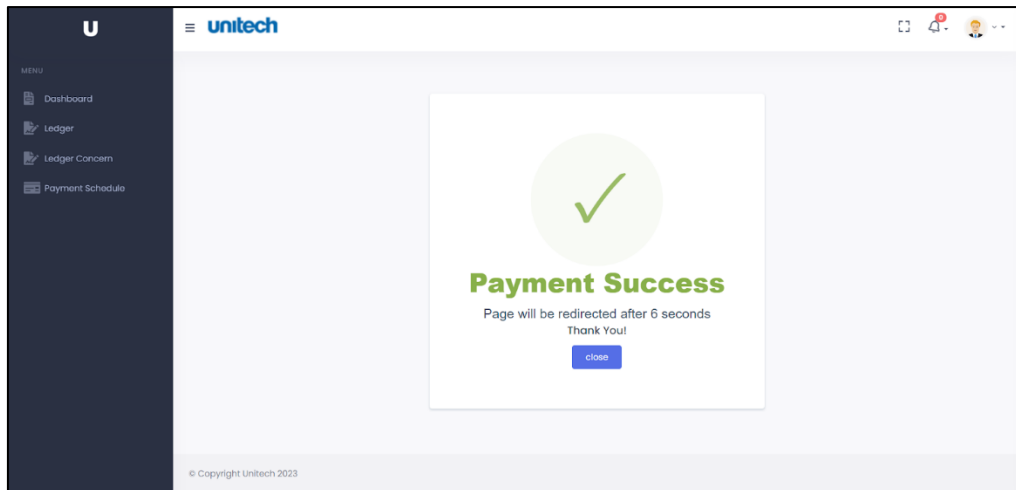 U
unitech
0
MENU
Dashboard
Ledger
Ledger Concern
Payment Schedule
Payment Success
Page will be redirected after 6 seconds
Thank You!
close
© Copyright Unitech 2023